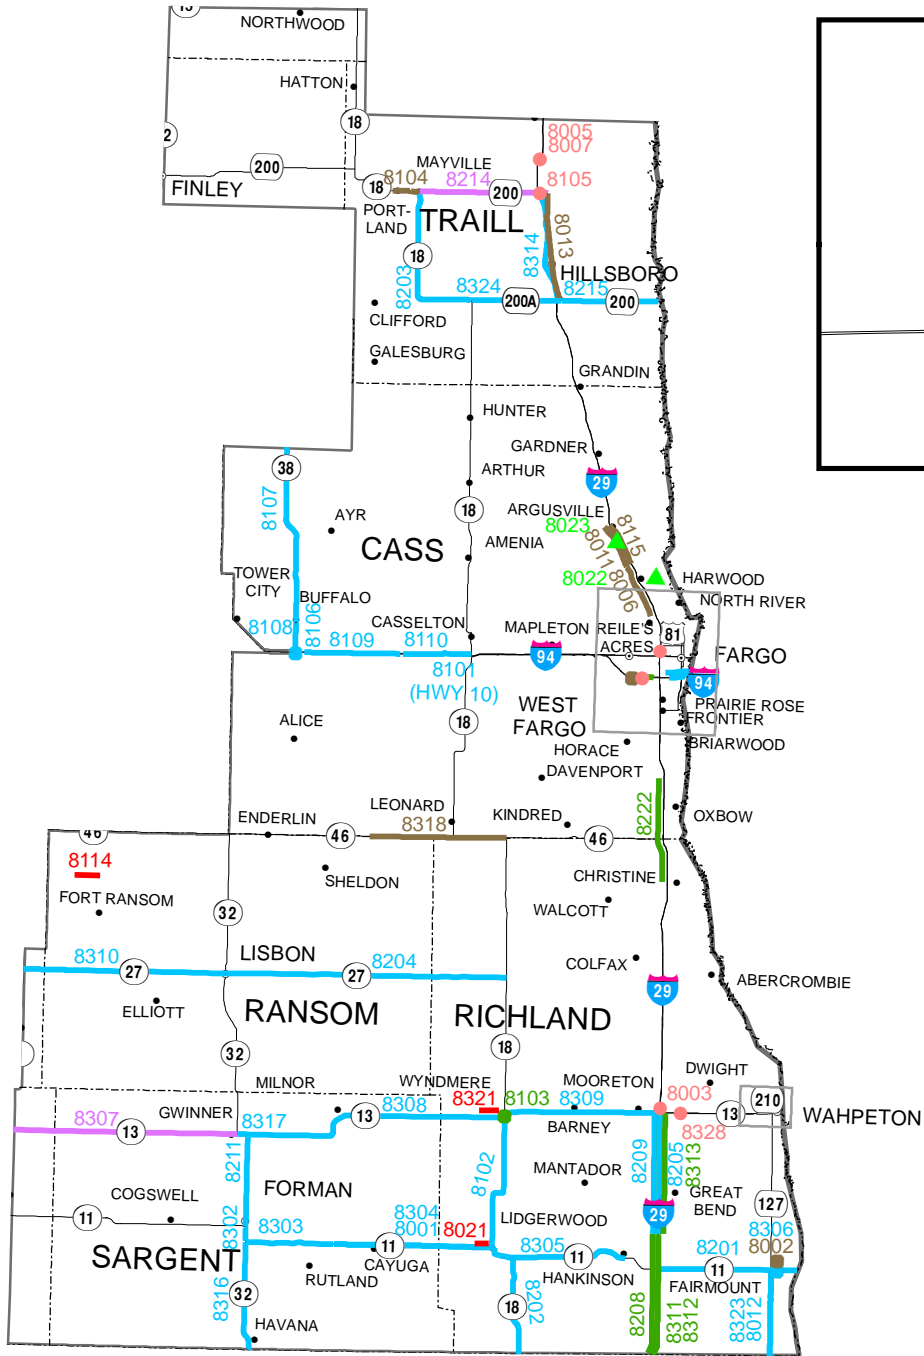 15
NORTHWOOD
HATTON
18
2
200
FINLEY
MAYVILLE
8005
8007
18
8104
8214
200
8105
PORT-
LAND
TRAILL
18
8203
8324
200A
8314
8013
HILLSBORO
8215
200
CLIFFORD
GALESBURG
GRANDIN
HUNTER
GARDNER
38
8107
ARTHUR
29
18
ARGUSVILLE
AYR
CASS
AMENIA
8023
8115
8011
8022
8006
HARWOOD
TOWER
CITY
BUFFALO
NORTH RIVER
8108
8106
8109
CASSELTON
8110
8101
(HWY 10)
MAPLETON
94
REILE'S
ACRES
81
FARGO
94
WEST
FARGO
PRAIRIE ROSE
FRONTIER
BRIARWOOD
ALICE
18
HORACE
DAVENPORT
LEONARD
8318
ENDERLIN
46
46
KINDRED
46
8222
OXBOW
8114
SHELDON
CHRISTINE
FORT RANSOM
32
WALCOTT
LISBON
8310
27
27
8204
COLFAX
29
ABERCROMBIE
ELLIOTT
RANSOM
RICHLAND
32
18
MILNOR
WYNDMERE
MOORETON
DWIGHT
8307
13
GWINNER
8317
13
8308
8321
8103
8309
BARNEY
8003
8328
13
210
WAHPETON
8211
8102
MANTADOR
8209
8205
8313
COGSWELL
FORMAN
GREAT
BEND
11
8302
8303
8304
8001
11
CAYUGA
8021
LIDGERWOOD
29
127
SARGENT
RUTLAND
8305
11
HANKINSON
8201
11
FAIRMOUNT
8306
8002
8316
32
HAVANA
18
8202
8208
8311
8312
8323
8012